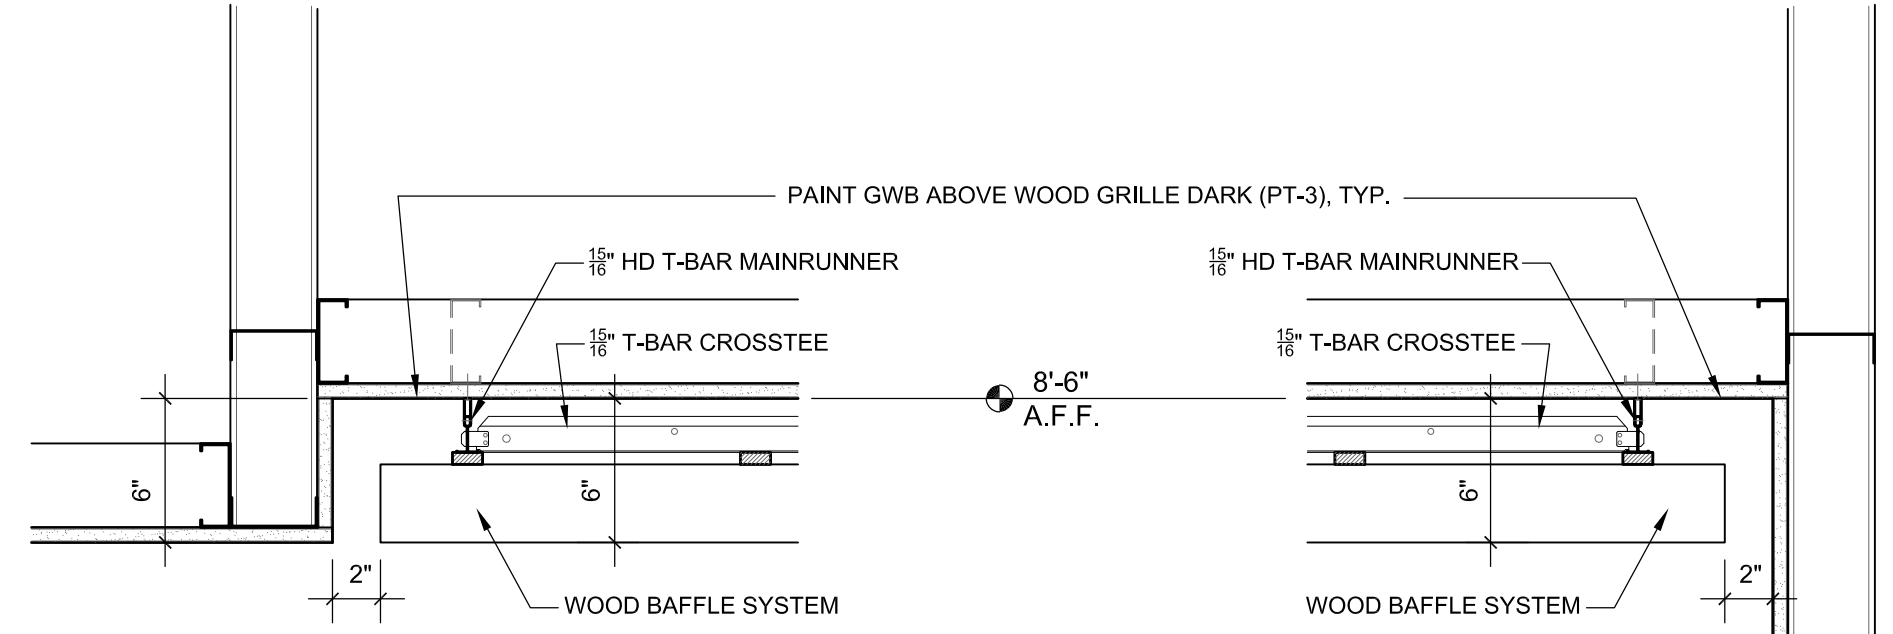 PAINT GWB ABOVE WOOD GRILLE DARK (PT-3), TYP.
15/16" HD T-BAR MAINRUNNER
15/16" HD T-BAR MAINRUNNER
15/16" T-BAR CROSSTEE
15/16" T-BAR CROSSTEE
8'-6"
A.F.F.
6"
6"
6"
2"
2"
WOOD BAFFLE SYSTEM
WOOD BAFFLE SYSTEM